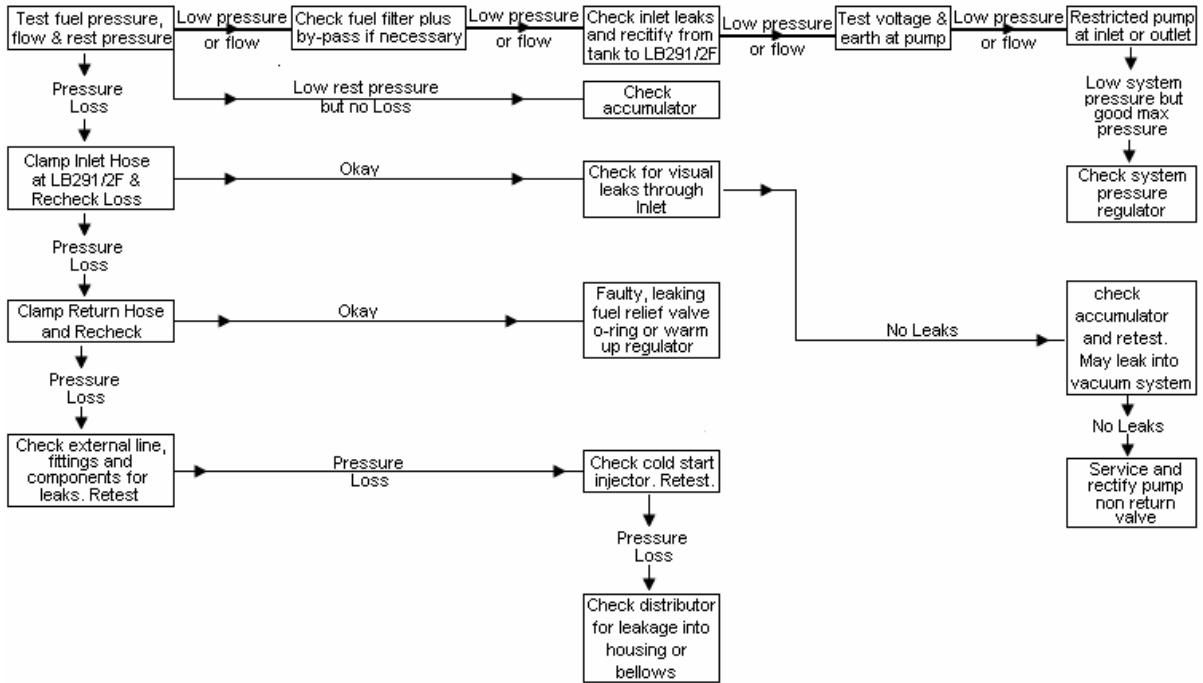 Test fuel pressure,
flow & rest pressure
Low pressure
or flow
Check fuel filter plus
by-pass if necessary
Low pressure
or flow
Check inlet leaks
and recitify from
tank to LB291/2F
Low pressure
or flow
Test voltage &
earth at pump
Low pressure
or flow
Restricted pump
at inlet or outlet
Pressure
Loss
Low rest pressure
but no Loss
Check
accumulator
Low system
pressure but
good max
pressure
Clamp Inlet Hose
at LB291/2F &
Recheck Loss
Okay
Check for visual
leaks through
Inlet
Check system
pressure
regulator
Pressure
Loss
Clamp Return Hose
and Recheck
Okay
Faulty, leaking
fuel relief valve
o-ring or warm
up regulator
No Leaks
check
accumulator
and retest.
May leak into
vacuum system
Pressure
Loss
No Leaks
Check external line,
fittings and
components for
leaks. Retest
Pressure
Loss
Check cold start
injector. Retest.
Service and
rectify pump
non return
valve
Pressure
Loss
Check distributor
for leakage into
housing or
bellows